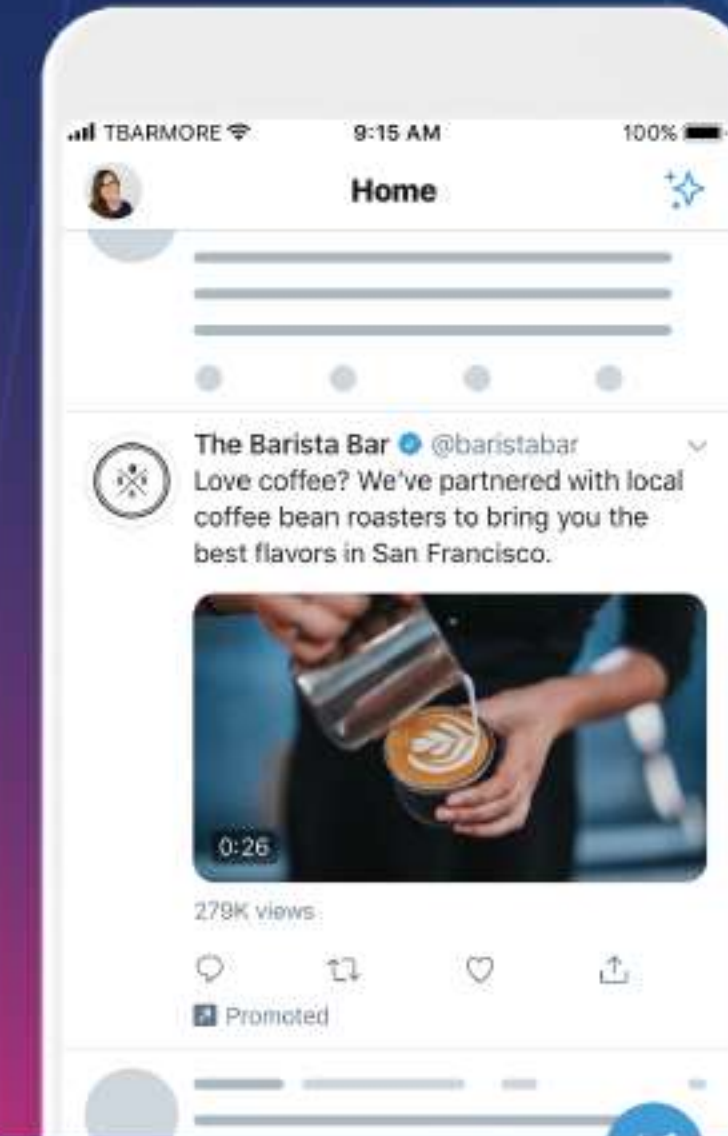 TBARMORE 9:15 AM 100%
Home
The Barista Bar @baristabar
Love coffee? We've partnered with local
coffee bean roasters to bring you the
best flavors in San Francisco.
0:26
279K views
Promoted